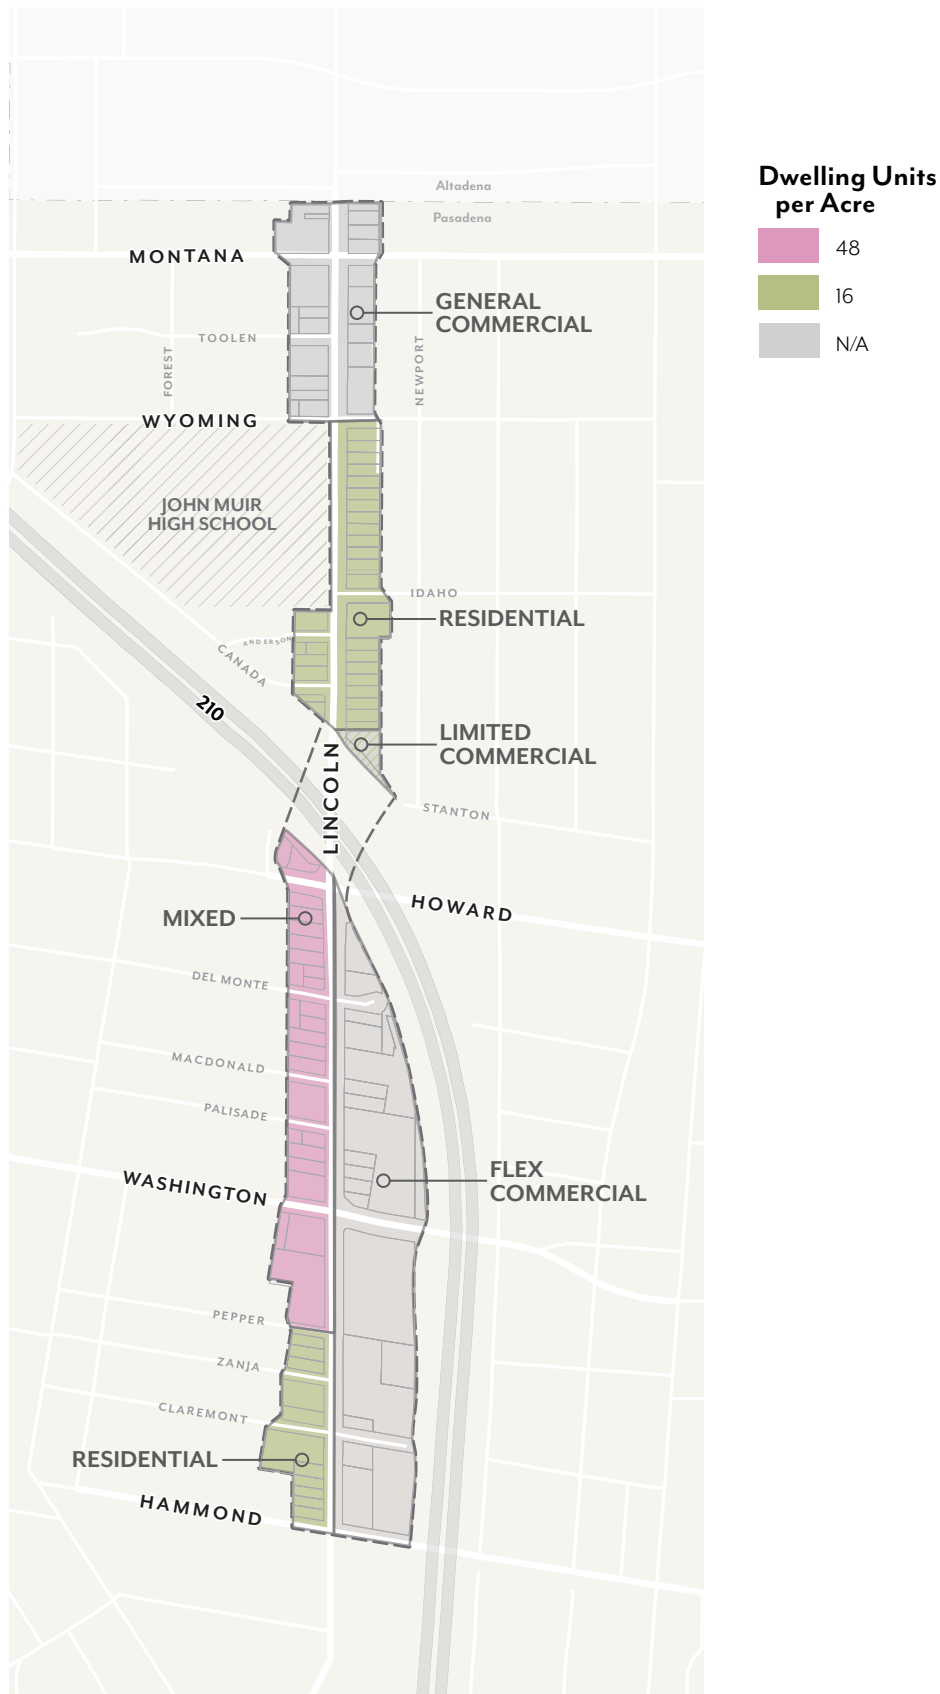 Altadena
Pasadena
Dwelling Units
per Acre
48
16
N/A
MONTANA
GENERAL
COMMERCIAL
TOOLEN
FOREST
NEWPORT
WYOMING
JOHN MUIR
HIGH SCHOOL
IDAHO
RESIDENTIAL
ANDERSON
CANADA
210
LIMITED
COMMERCIAL
LINCOLN
STANTON
HOWARD
MIXED
DEL MONTE
MACDONALD
PALISADE
WASHINGTON
FLEX
COMMERCIAL
PEPPER
ZANJA
CLAREMONT
RESIDENTIAL
HAMMOND